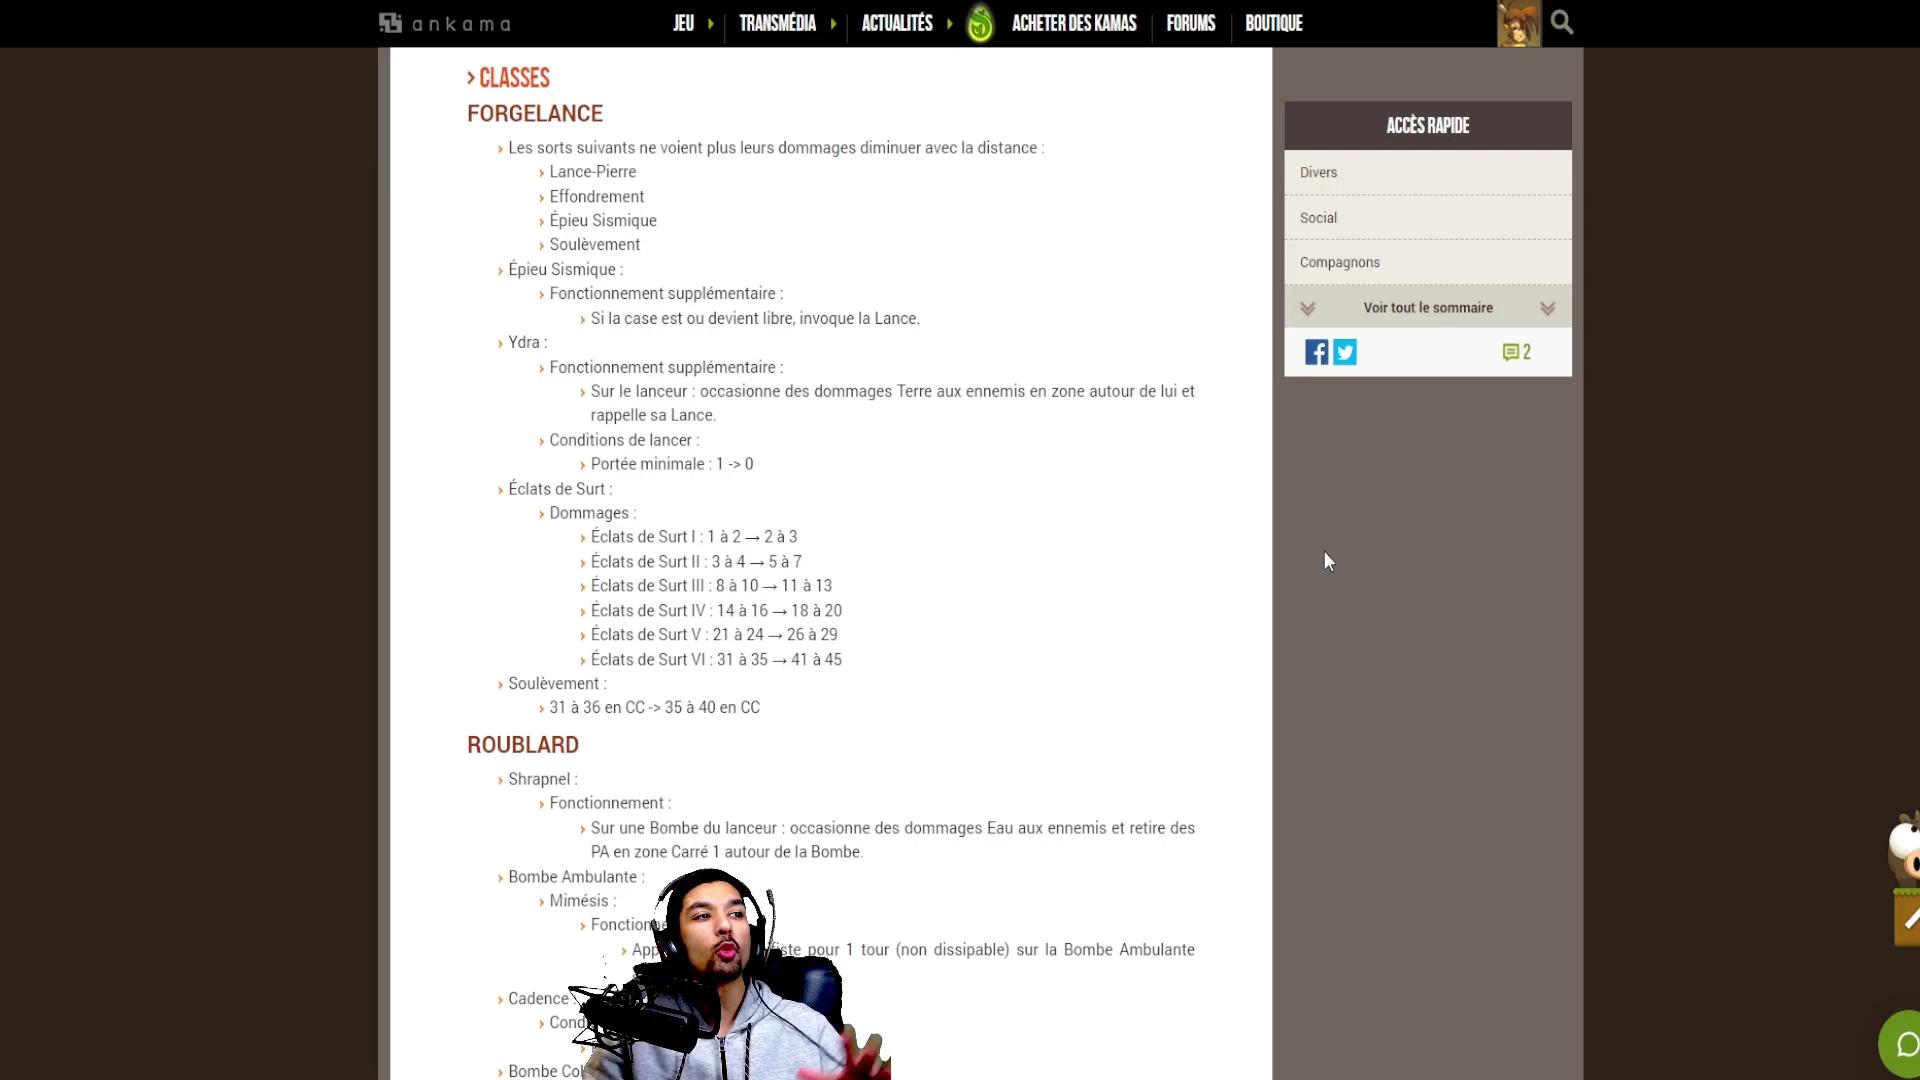 ankama
JEU
TRANSMÉDIA
ACTUALITÉS
ACHETER DES KAMAS
FORUMS
BOUTIQUE
> CLASSES
FORGELANCE
Les sorts suivants ne voient plus leurs dommages diminuer avec la distance :
Lance-Pierre
Effondrement
Épieu Sismique
Soulèvement
Épieu Sismique :
Fonctionnement supplémentaire :
Si la case est ou devient libre, invoque la Lance.
Ydra :
Fonctionnement supplémentaire :
Sur le lanceur : occasionne des dommages Terre aux ennemis en zone autour de lui et
rappelle sa Lance.
Conditions de lancer :
Portée minimale : 1 -> 0
Éclats de Surt :
Dommages :
Éclats de Surt I : 1 à 2 → 2 à 3
Éclats de Surt II : 3 à 4 → 5 à 7
Éclats de Surt III : 8 à 10 → 11 à 13
Éclats de Surt IV : 14 à 16 → 18 à 20
Éclats de Surt V : 21 à 24 → 26 à 29
Éclats de Surt VI : 31 à 35 → 41 à 45
Soulèvement :
31 à 36 en CC -> 35 à 40 en CC
ROUBLARD
Shrapnel :
Fonctionnement :
Sur une Bombe du lanceur : occasionne des dommages Eau aux ennemis et retire des
PA en zone Carré 1 autour de la Bombe.
Bombe Ambulante :
Mimésis :
pour 1 tour (non dissipable) sur la Bombe Ambulante
Cadence :
Bombe
ACCÈS RAPIDE
Divers
Social
Compagnons
Voir tout le sommaire
2